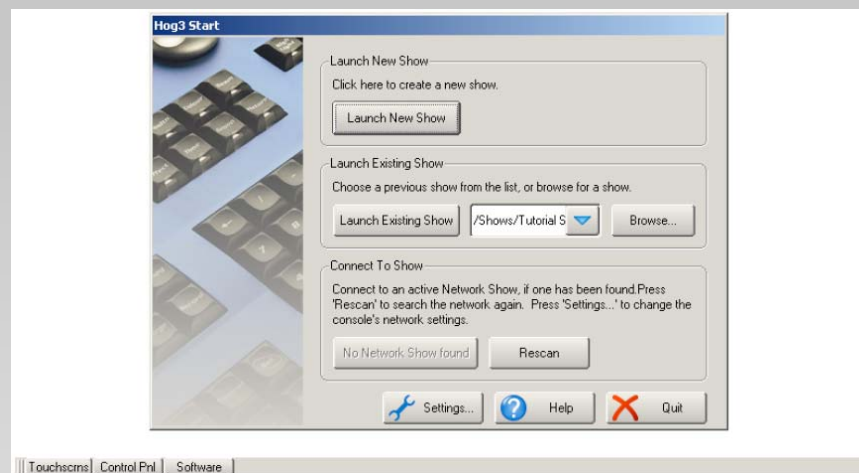 Hog3 Start
Launch New Show
Click here to create a new show.
Launch New Show
Launch Existing Show
Choose a previous show from the list, or browse for a show.
Launch Existing Show
/Shows/Tutorial S
Browse...
Connect To Show
Connect to an active Network Show, if one has been found.Press
'Rescan' to search the network again. Press 'Settings...' to change the
console's network settings.
No Network Show found
Rescan
Settings...
Help
Quit
Touchscrns
Control Pnl
Software